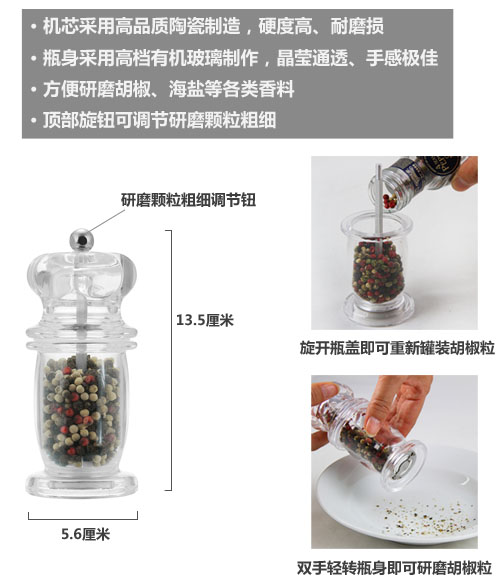 • 机芯采用高品质陶瓷制造，硬度高、耐磨损
• 瓶身采用高档有机玻璃制作，晶莹通透、手感极佳
• 方便研磨胡椒、海盐等各类香料
• 顶部旋钮可调节研磨颗粒粗细
研磨颗粒粗细调节钮
13.5厘米
5.6厘米
旋开瓶盖即可重新罐装胡椒粒
双手轻转瓶身即可研磨胡椒粒